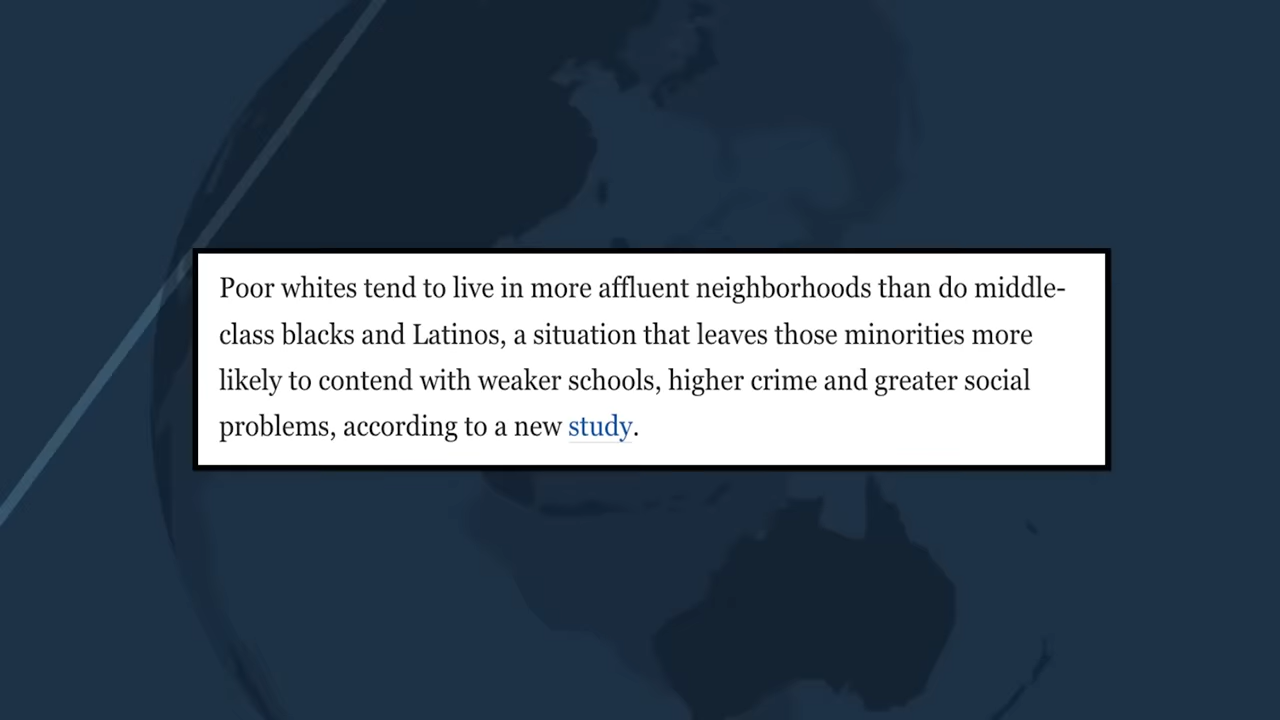 Poor whites tend to live in more affluent neighborhoods than do middle-
class blacks and Latinos, a situation that leaves those minorities more
likely to contend with weaker schools, higher crime and greater social
problems, according to a new study.